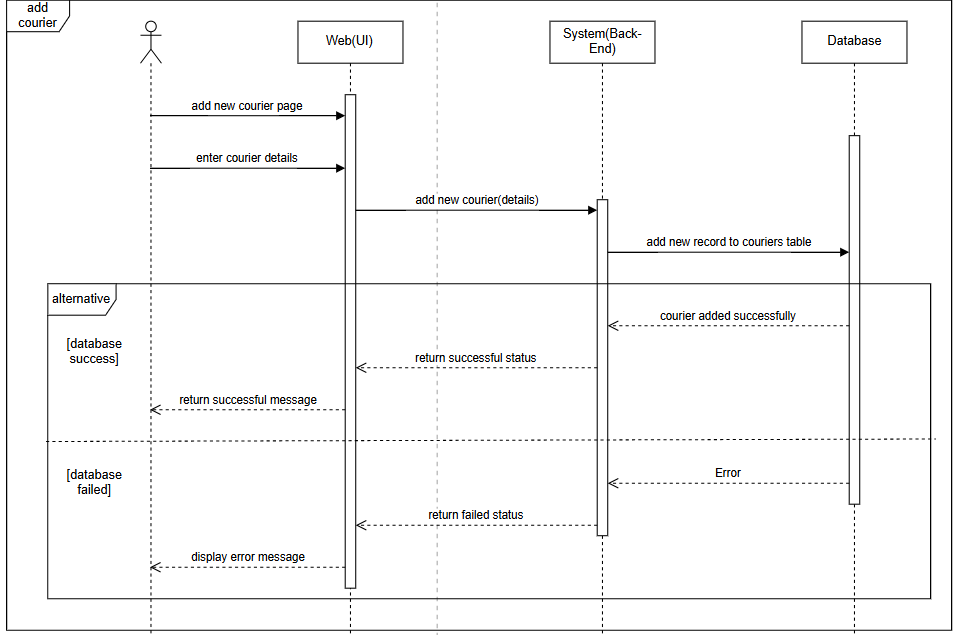 add
courier
Web(UI)
System(Back-
End)
Database
add new courier page
enter courier details
add new courier(details)
add new record to couriers table
alternative
courier added successfully
[database
success]
return successful status
return successful message
[database
failed]
Error
return failed status
display error message